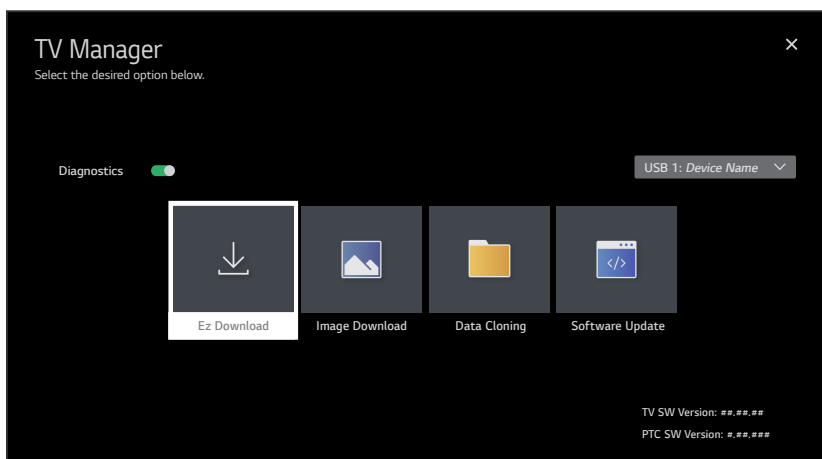 TV Manager
Select the desired option below.
Diagnostics
USB 1: Device Name
Ez Download
Image Download
Data Cloning
</>
Software Update
TV SW Version: ##.##.##
PTC SW Version: #.##.###